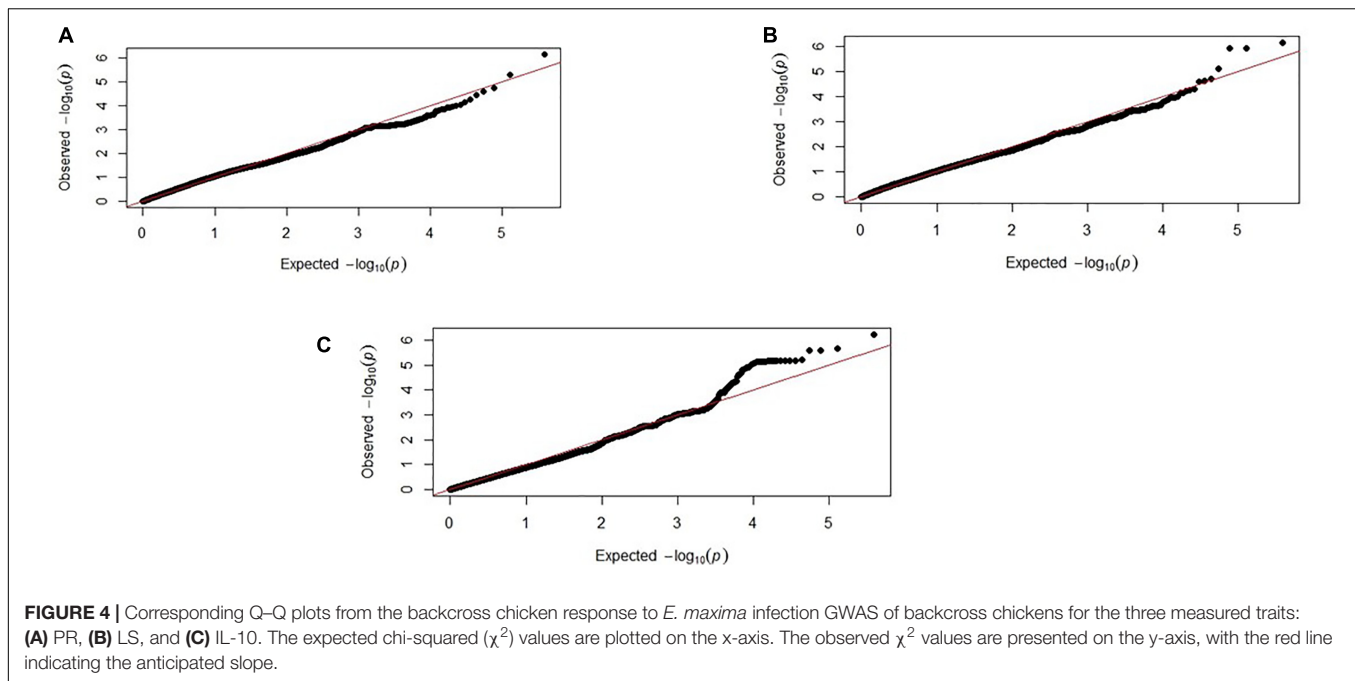 A
6
5
4
3
2
1
0
Observed −log₁₀(p)
0 1 2 3 4 5
Expected −log₁₀(p)
B
6
5
4
3
2
1
0
Observed −log₁₀(p)
0 1 2 3 4 5
Expected −log₁₀(p)
C
6
5
4
3
2
1
0
Observed −log₁₀(p)
0 1 2 3 4 5
Expected −log₁₀(p)
FIGURE 4 | Corresponding Q–Q plots from the backcross chicken response to E. maxima infection GWAS of backcross chickens for the three measured traits:
(A) PR, (B) LS, and (C) IL-10. The expected chi-squared (χ²) values are plotted on the x-axis. The observed χ² values are presented on the y-axis, with the red line
indicating the anticipated slope.